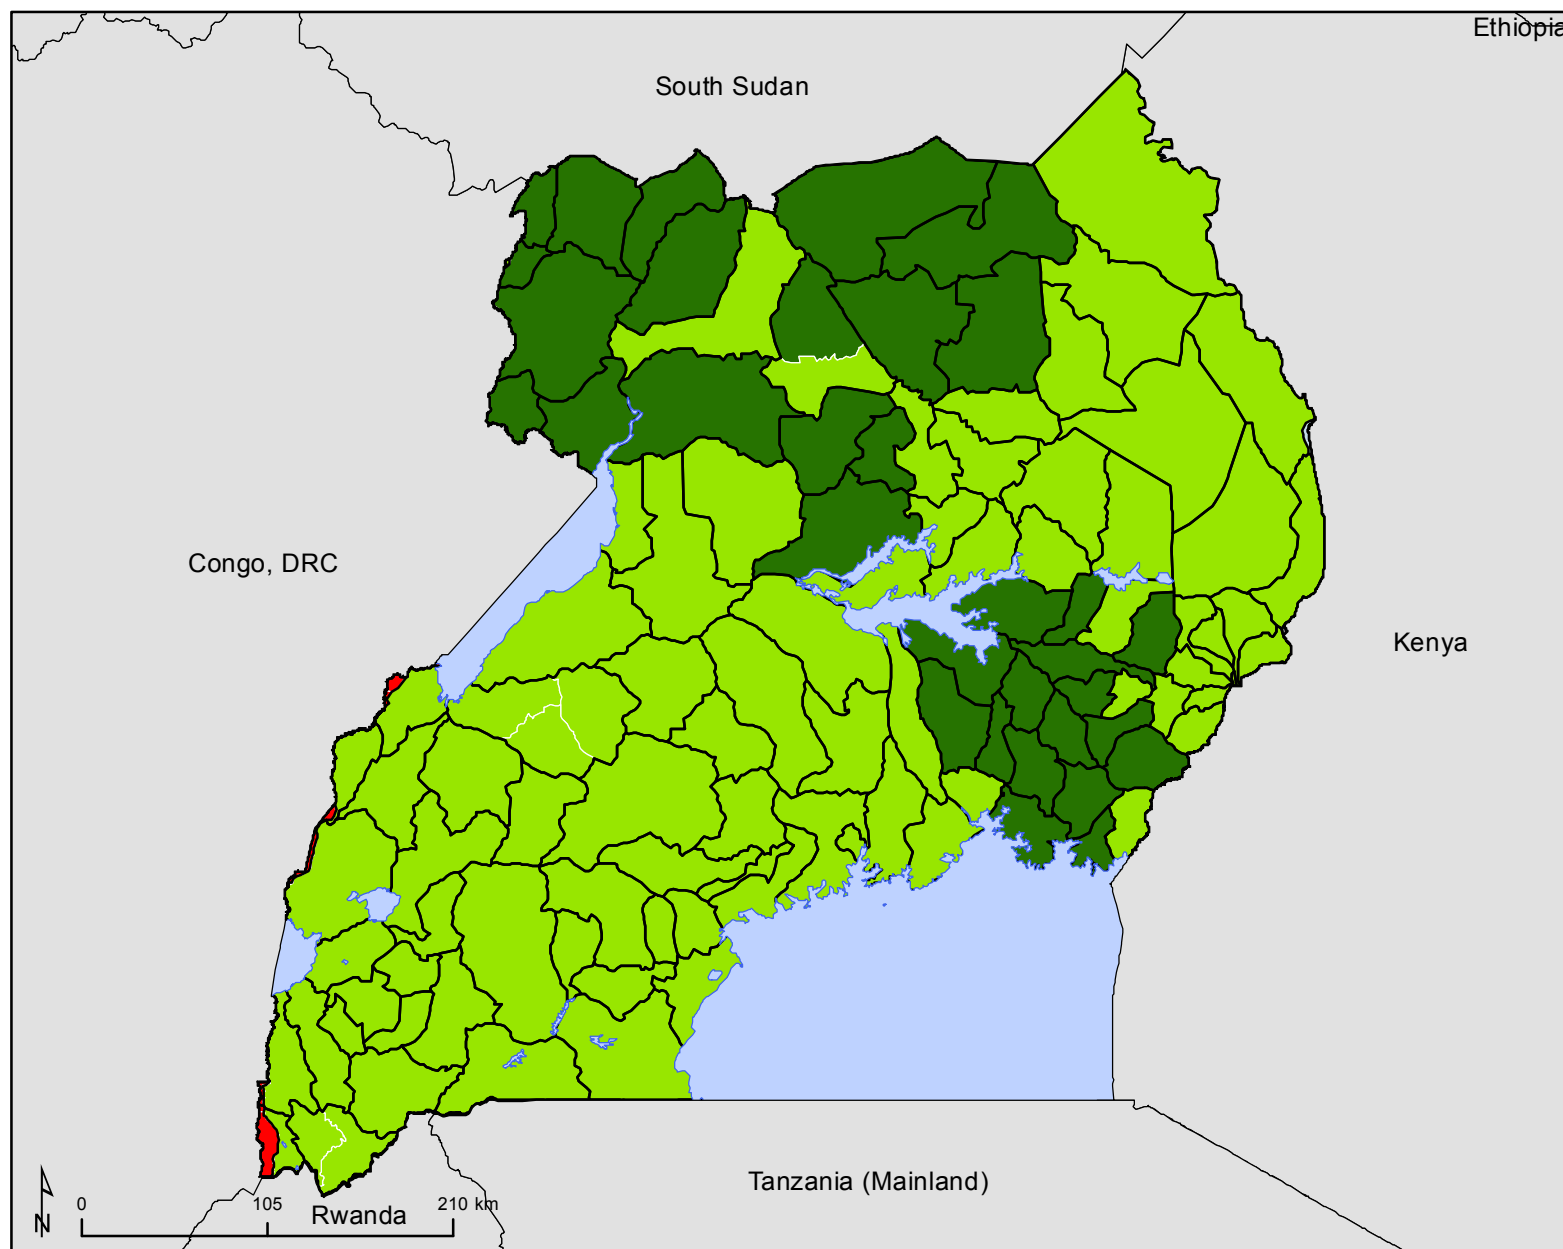 Ethiopia
South Sudan
Congo, DRC
Kenya
Tanzania (Mainland)
0 105 210 km
Rwanda
N